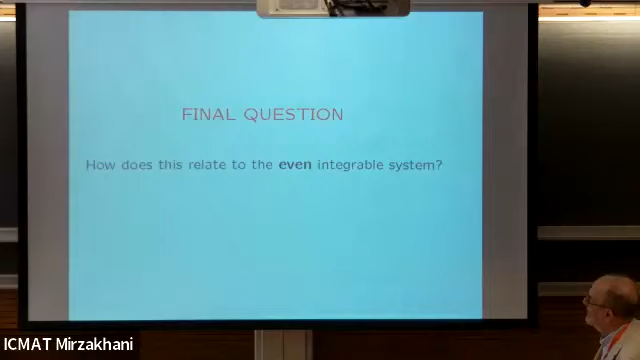 FINAL QUESTION
How does this relate to the even integrable system?
ICMAT Mirzakhani